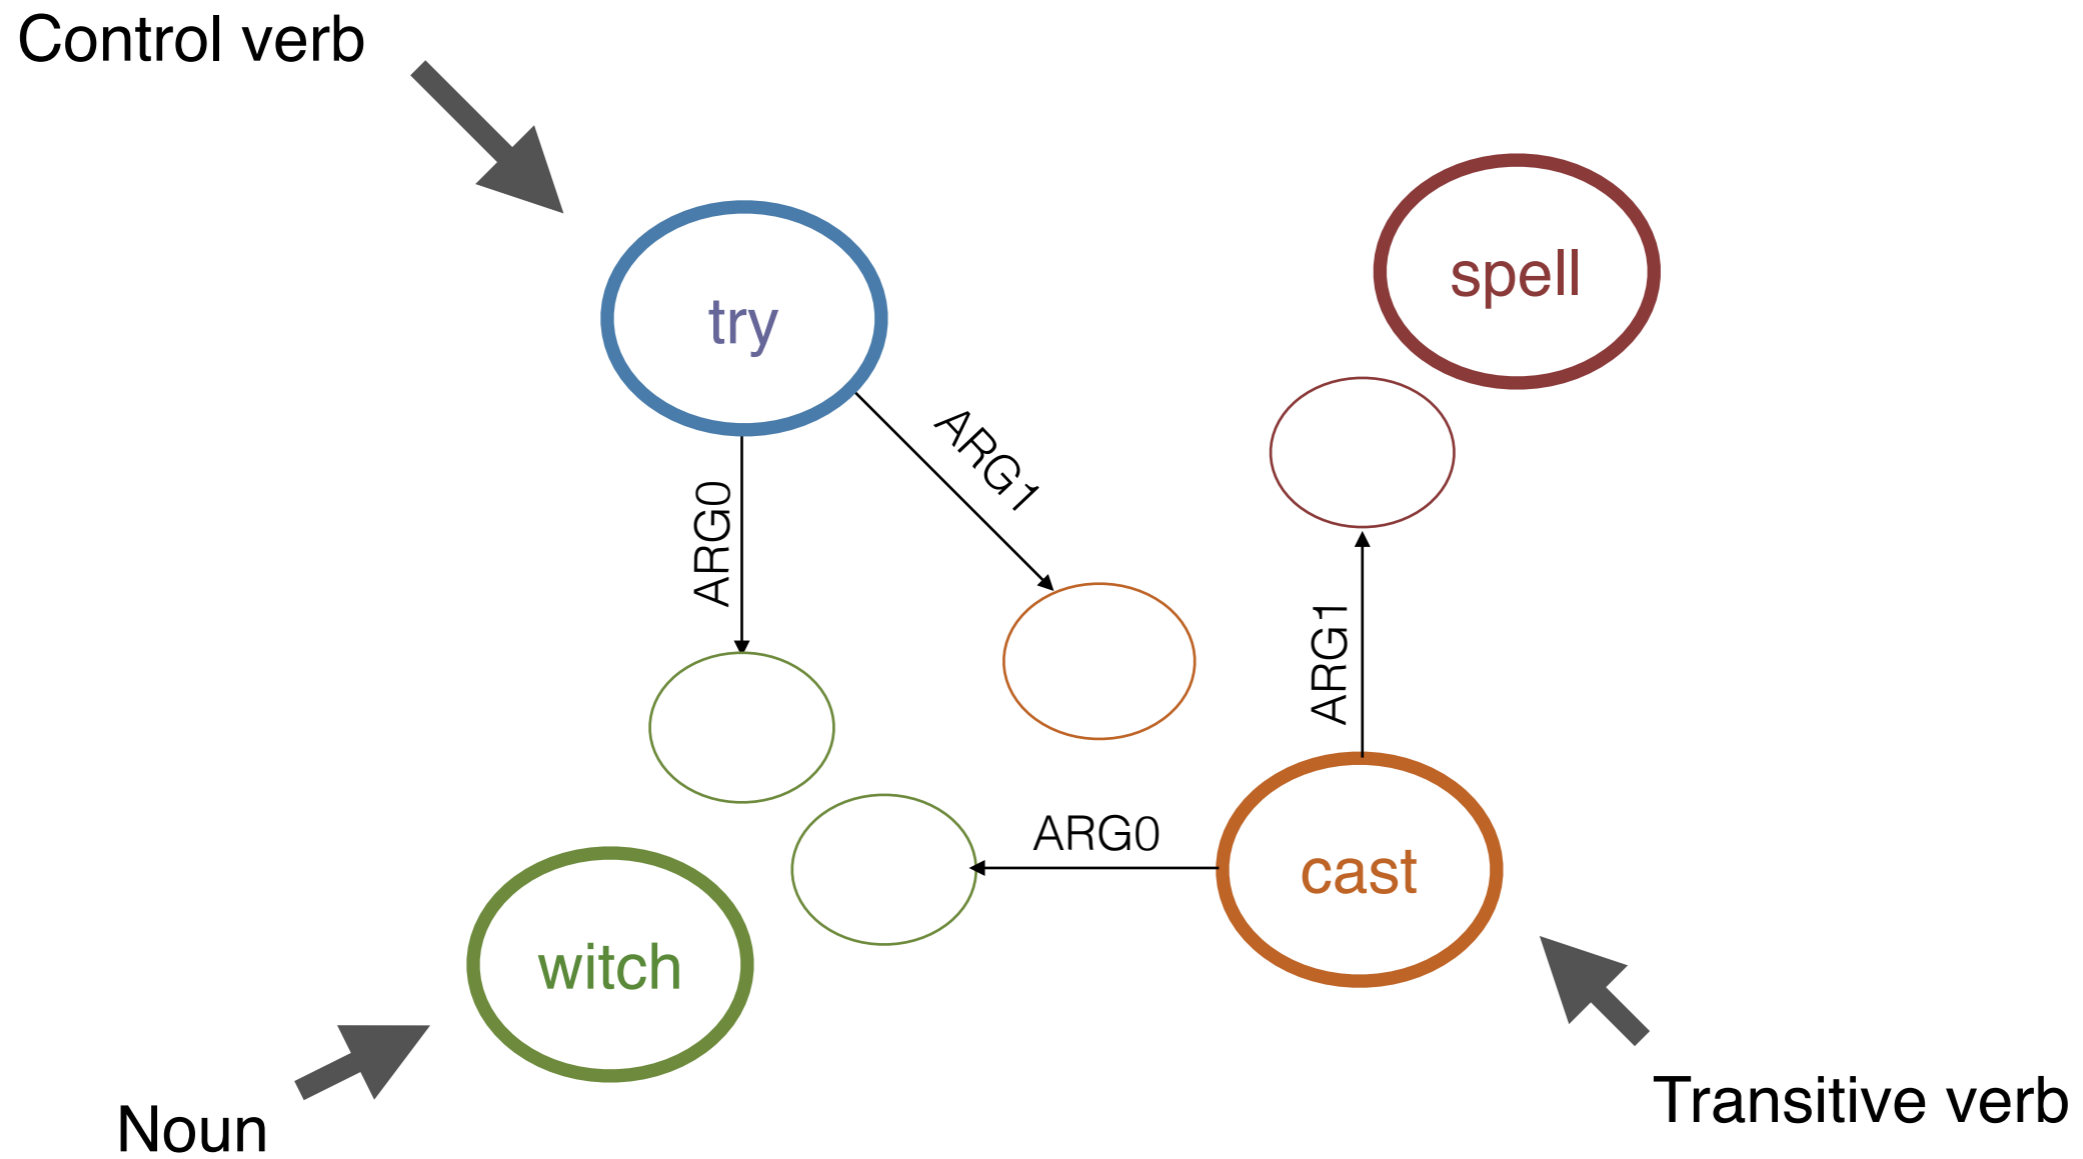 Control verb
spell
try
ARG1
ARG0
ARG1
ARG0
cast
witch
Transitive verb
Noun